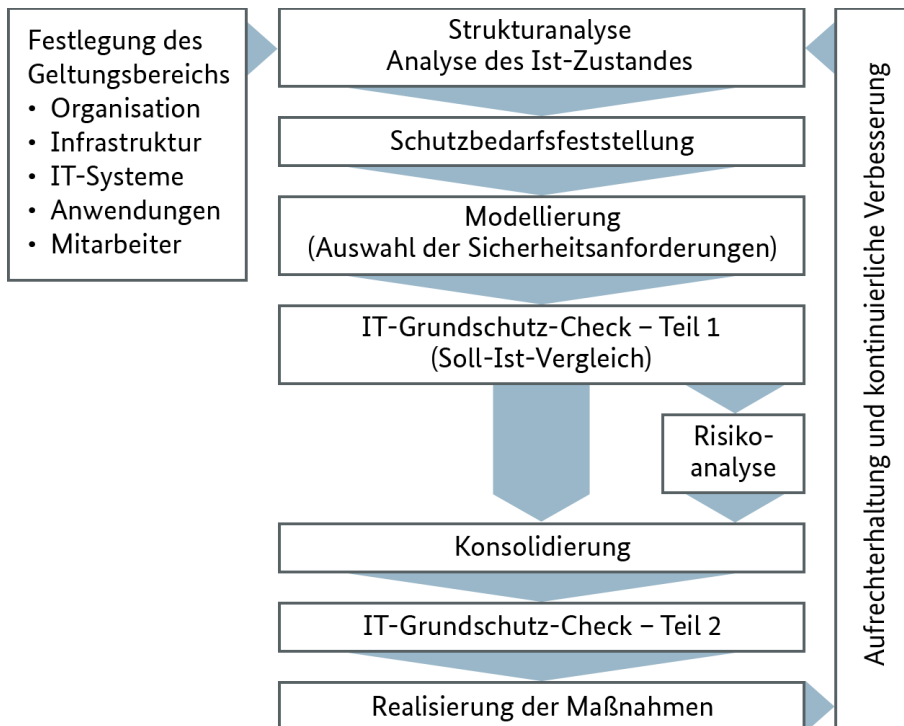 Festlegung des
Geltungsbereichs
• Organisation
• Infrastruktur
• IT-Systeme
• Anwendungen
• Mitarbeiter
Strukturanalyse
Analyse des Ist-Zustandes
Schutzbedarfsfeststellung
Modellierung
(Auswahl der Sicherheitsanforderungen)
IT-Grundschutz-Check – Teil 1
(Soll-Ist-Vergleich)
Risiko-
analyse
Konsolidierung
IT-Grundschutz-Check – Teil 2
Realisierung der Maßnahmen
Aufrechterhaltung und kontinuierliche Verbesserung